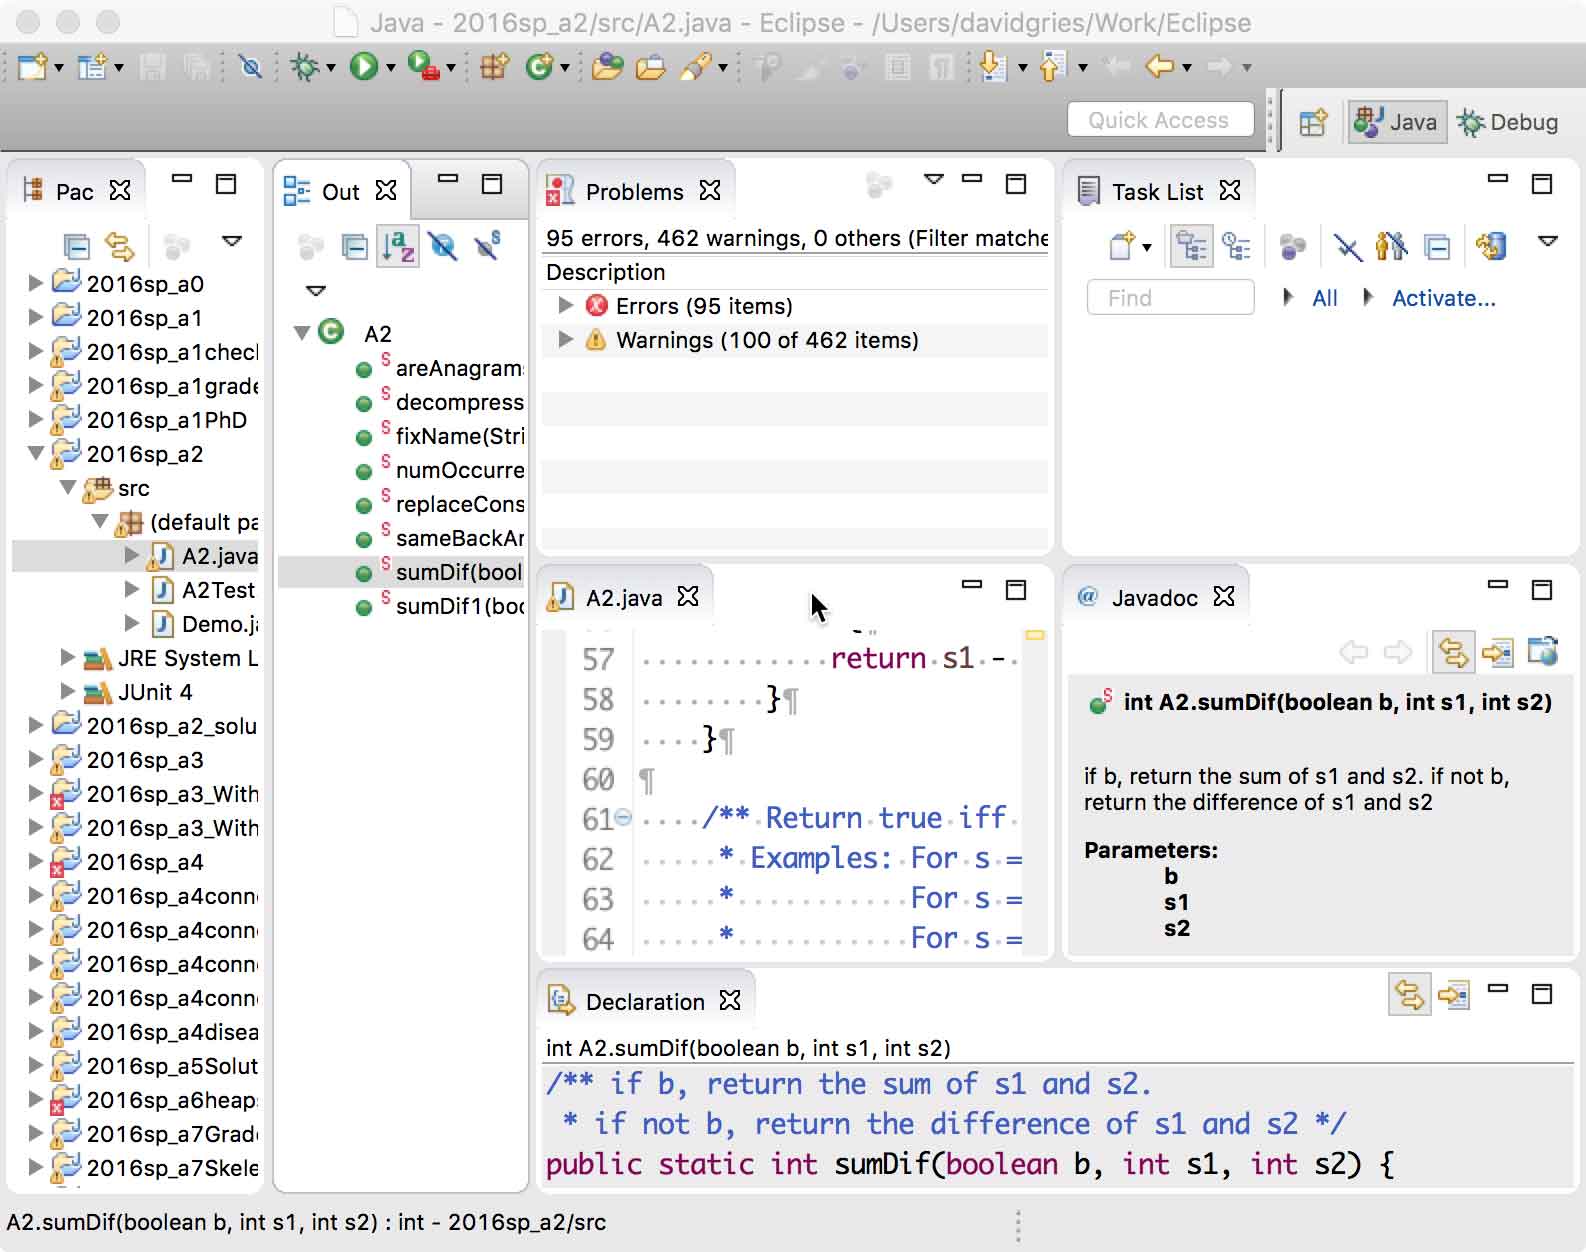 Java - 2016sp_a2/src/A2.java - Eclipse - /Users/davidgries/Work/Eclipse
Quick Access
Java
Debug
Pac
2016sp_a0
2016sp_a1
2016sp_a1checl
2016sp_a1grade
2016sp_a1PhD
2016sp_a2
src
(default pa
A2.java
A2Test
Demo.ja
JRE System L
JUnit 4
2016sp_a2_solu
2016sp_a3
2016sp_a3_With
2016sp_a3_With
2016sp_a4
2016sp_a4conn
2016sp_a4conn
2016sp_a4conn
2016sp_a4conn
2016sp_a4disea
2016sp_a5Solut
2016sp_a6heap
2016sp_a7Grad
2016sp_a7Skele
Out
A2
areAnagram
decompress
fixName(Stri
numOccurre
replaceCons
sameBackAr
sumDif(bool
sumDif1(boo
Problems
95 errors, 462 warnings, 0 others (Filter matche
Description
Errors (95 items)
Warnings (100 of 462 items)
Task List
Find
All
Activate...
A2.java
57 ············return·s1·-·
58 ········}¶
59 ····}¶
60 ¶
61 ····/**·Return·true·iff·
62 ·····*·Examples:·For·s·=
63 ·····*···········For·s·=
64 ·····*···········For·s·=
Javadoc
int A2.sumDif(boolean b, int s1, int s2)
if b, return the sum of s1 and s2. if not b,
return the difference of s1 and s2
Parameters:
b
s1
s2
Declaration
int A2.sumDif(boolean b, int s1, int s2)
/** if b, return the sum of s1 and s2.
* if not b, return the difference of s1 and s2 */
public static int sumDif(boolean b, int s1, int s2) {
A2.sumDif(boolean b, int s1, int s2) : int - 2016sp_a2/src